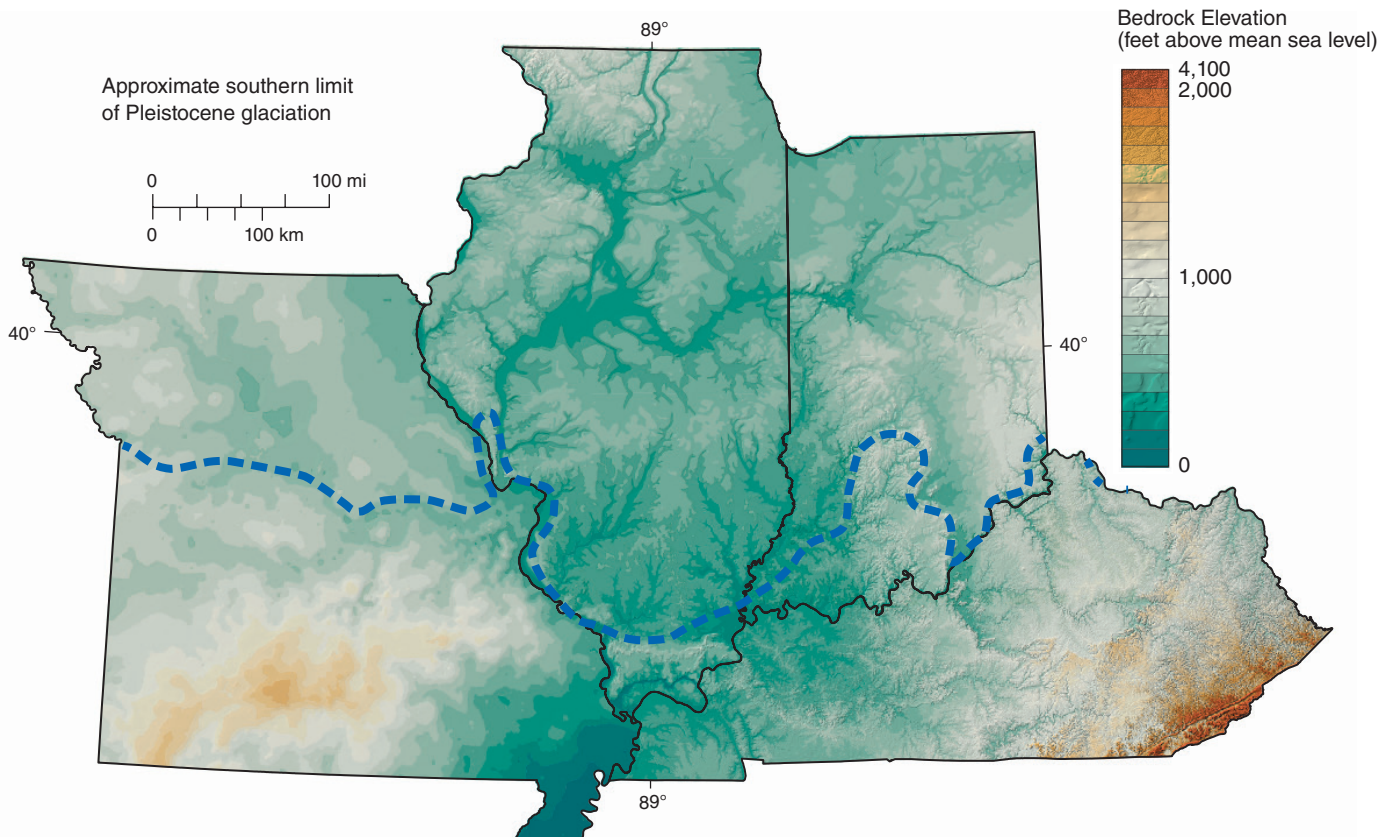 89°
Bedrock Elevation
(feet above mean sea level)
4,100
2,000
1,000
0
Approximate southern limit
of Pleistocene glaciation
0 100 mi
0 100 km
40°
40°
89°